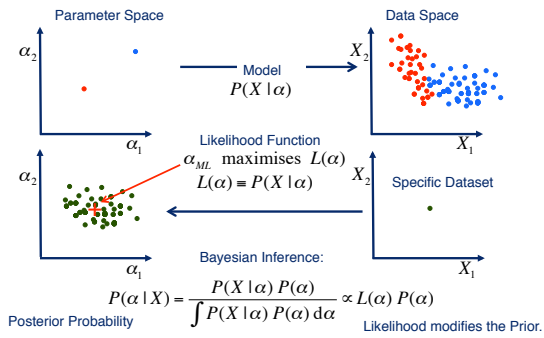 Parameter Space
Data Space
α₂
X₂
Model
P(X | α)
α₁
X₁
Likelihood Function
α_ML maximises L(α)
L(α) ≡ P(X | α)
α₂
X₂
Specific Dataset
α₁
X₁
Bayesian Inference:
P(α | X) = P(X | α) P(α) / ∫ P(X | α) P(α) dα ∝ L(α) P(α)
Posterior Probability
Likelihood modifies the Prior.